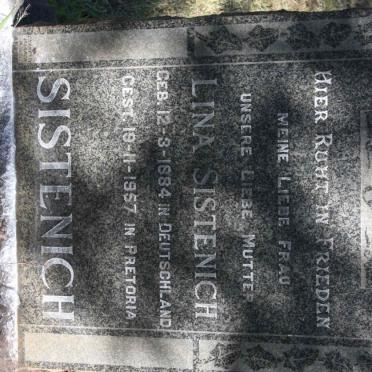 HIER RUHT IN FRIEDEN
MEINE LIEBE FRAU
UNSERE LIEBE MUTTER
LINA SISTENICH
GEB. 12-8-1884 IN DEUTSCHLAND
GEST. 19-11-1957 IN PRETORIA
SISTENICH